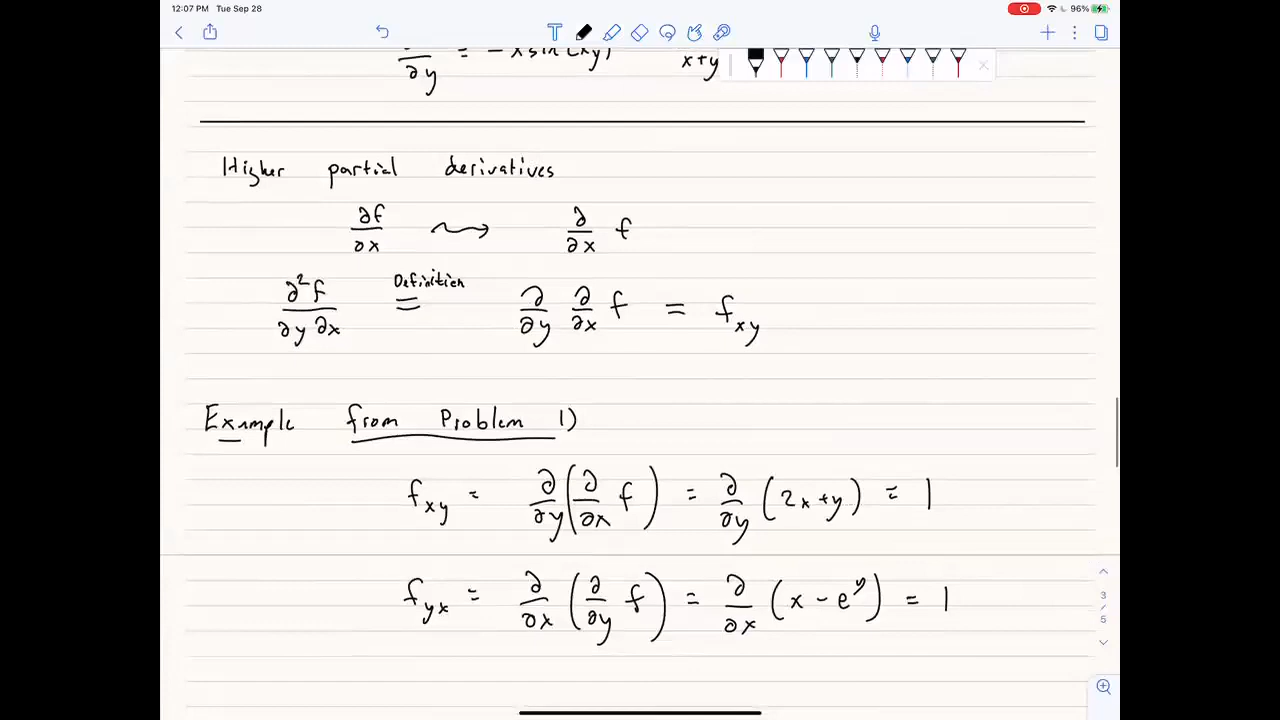 12:07 PM Tue Sep 28
96%
∂y = -x sin(xy) x+y
Higher partial derivatives
∂f/∂x ⇝ ∂/∂x f
∂²f/∂y∂x =(Definition) ∂/∂y ∂/∂x f = f_xy
Example from Problem 1)
f_xy = ∂/∂y (∂/∂x f) = ∂/∂y (2x+y) = 1
f_yx = ∂/∂x (∂/∂y f) = ∂/∂x (x - e^y) = 1
3
/
5